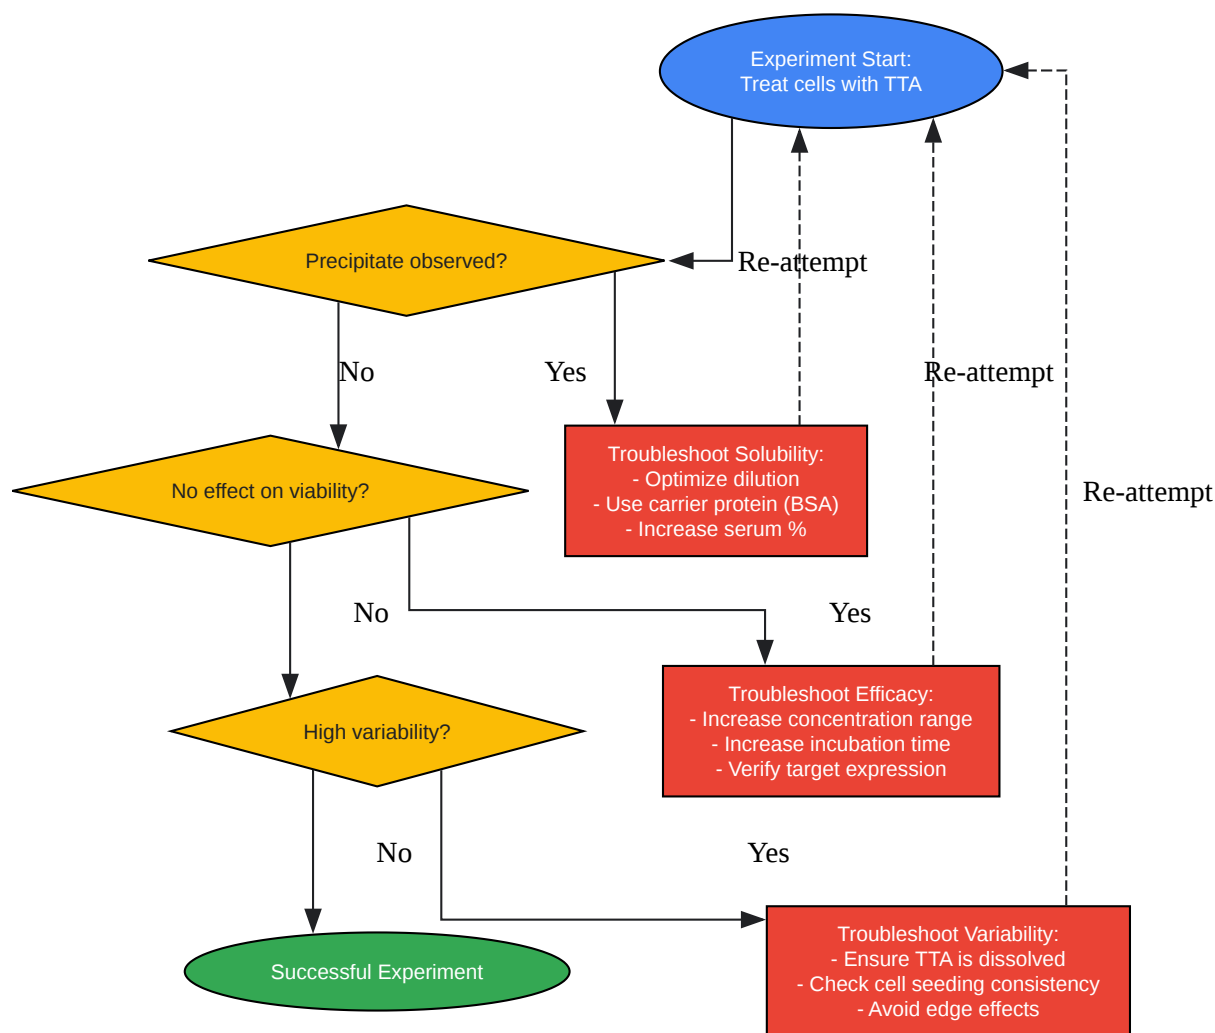 Experiment Start:
Treat cells with TTA
Precipitate observed?
Re-attempt
No
Yes
Re-attempt
Troubleshoot Solubility:
- Optimize dilution
- Use carrier protein (BSA)
- Increase serum %
No effect on viability?
Re-attempt
No
Yes
Troubleshoot Efficacy:
- Increase concentration range
- Increase incubation time
- Verify target expression
High variability?
No
Yes
Troubleshoot Variability:
- Ensure TTA is dissolved
- Check cell seeding consistency
- Avoid edge effects
Successful Experiment